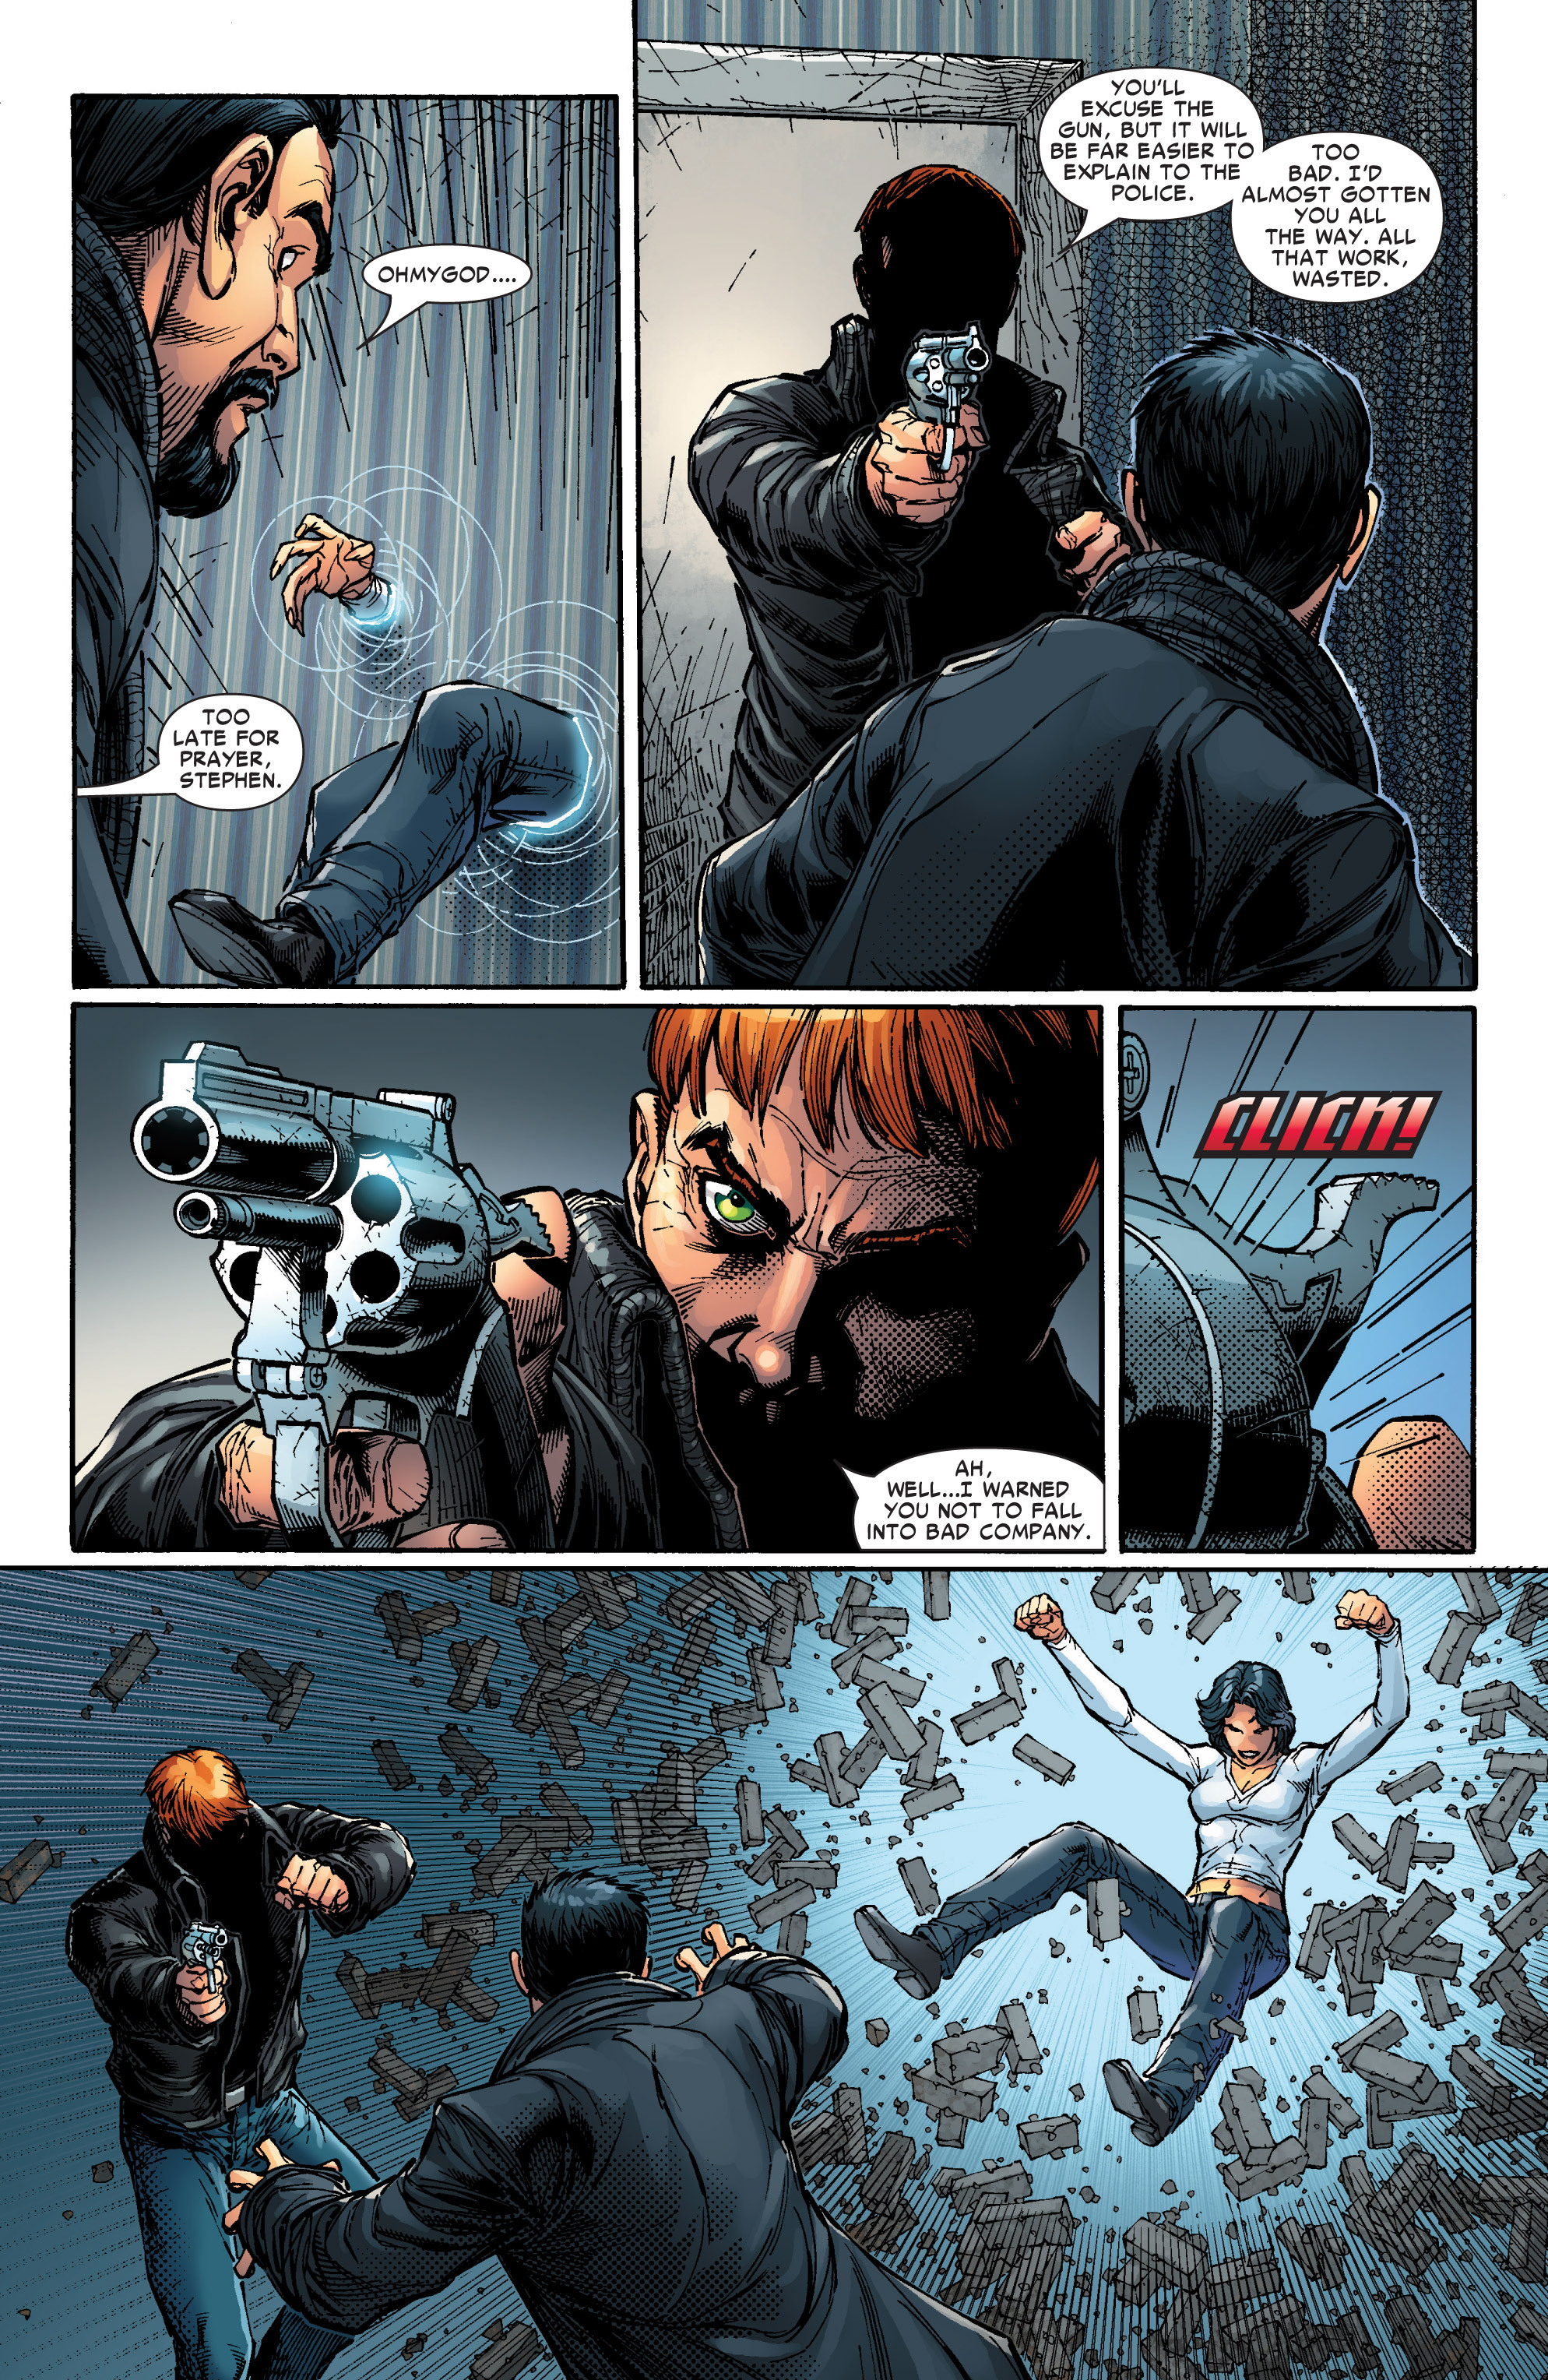 OHMYGOD....
TOO
LATE FOR
PRAYER,
STEPHEN.
YOU'LL
EXCUSE THE
GUN, BUT IT WILL
BE FAR EASIER TO
EXPLAIN TO THE
POLICE.
TOO
BAD. I'D
ALMOST GOTTEN
YOU ALL
THE WAY. ALL
THAT WORK,
WASTED.
AH,
WELL...I WARNED
YOU NOT TO FALL
INTO BAD COMPANY.
CLICK!